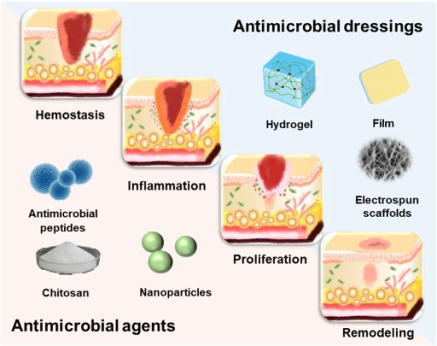 Antimicrobial dressings
Hemostasis
Hydrogel
Film
Inflammation
Antimicrobial
peptides
Electrospun
scaffolds
Proliferation
Chitosan
Nanoparticles
Antimicrobial agents
Remodeling